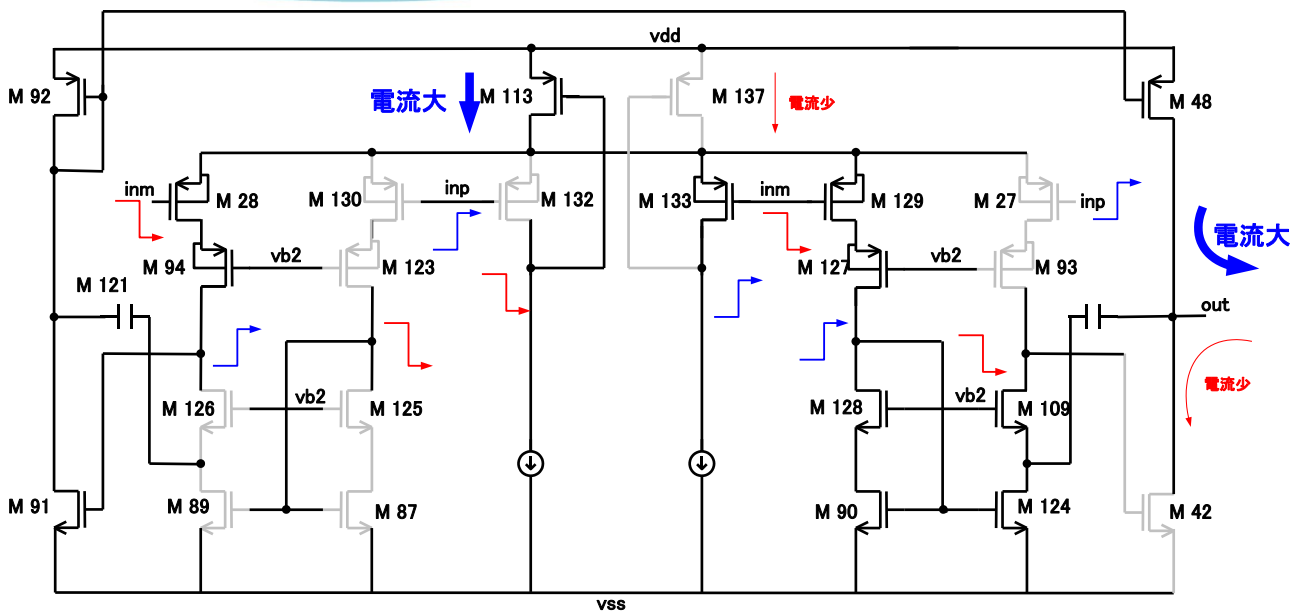 vdd
M 92
電流大
M 113
M 137
電流少
M 48
inm
M 28
M 130
inp
M 132
M 133
inm
M 129
M 27
inp
電流大
M 94
vb2
M 123
M 127
vb2
M 93
M 121
out
電流少
M 126
vb2
M 125
M 128
vb2
M 109
M 91
M 89
M 87
M 90
M 124
M 42
vss